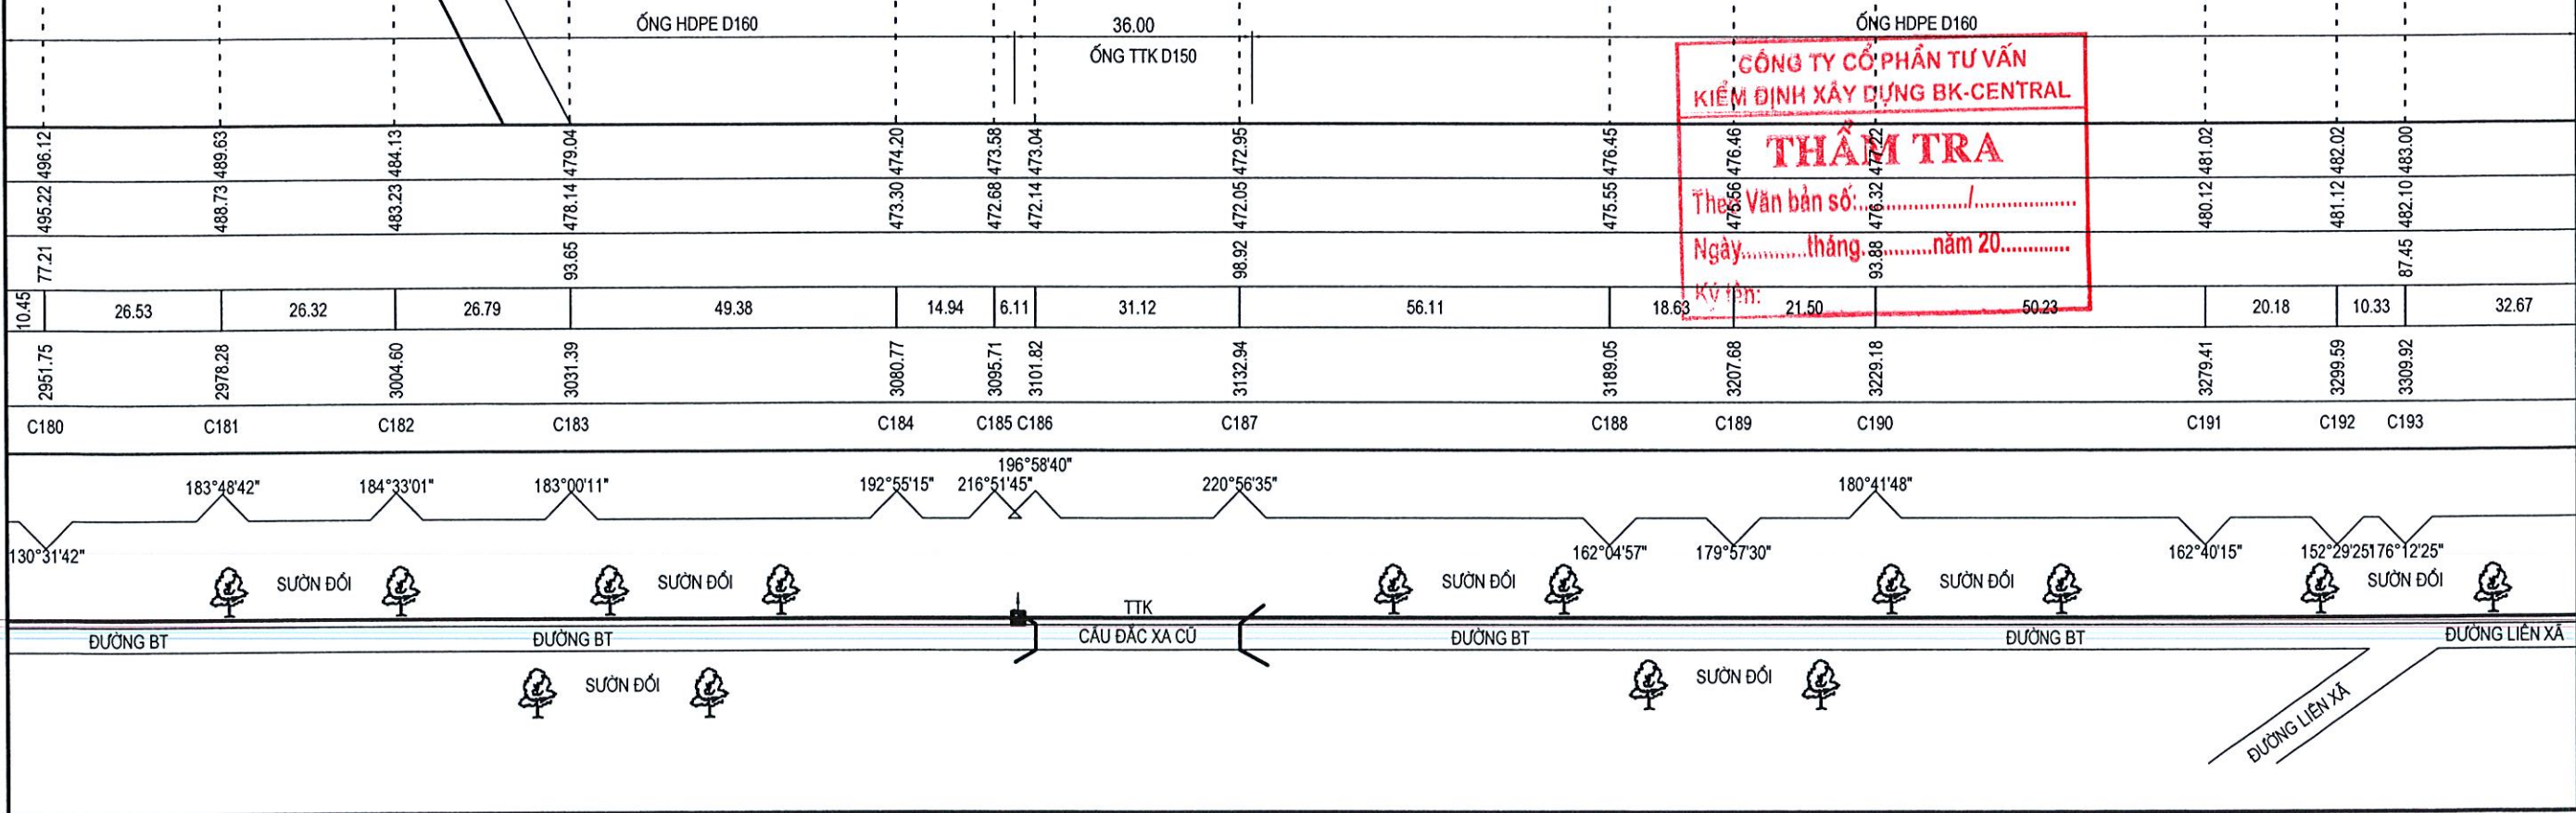 ỐNG HDPE D160
36.00
ỐNG TTK D150
ỐNG HDPE D160
CÔNG TY CỔ PHẦN TƯ VẤN
KIỂM ĐỊNH XÂY DỰNG BK-CENTRAL
THẨM TRA
Theo Văn bản số:................../.................
Ngày...........tháng............năm 20............
Ký tên:
496.12 489.63 484.13 479.04 474.20 473.58 473.04 472.95 476.45 476.46 477.22 481.02 482.02 483.00
495.22 488.73 483.23 478.14 473.30 472.68 472.14 472.05 475.55 475.56 476.32 480.12 481.12 482.10
77.21 93.65 98.92 93.88 87.45
10.45 26.53 26.32 26.79 49.38 14.94 6.11 31.12 56.11 18.63 21.50 50.23 20.18 10.33 32.67
2951.75 2978.28 3004.60 3031.39 3080.77 3095.71 3101.82 3132.94 3189.05 3207.68 3229.18 3279.41 3299.59 3309.92
C180 C181 C182 C183 C184 C185 C186 C187 C188 C189 C190 C191 C192 C193
196°58'40"
183°48'42" 184°33'01" 183°00'11" 192°55'15" 216°51'45" 220°56'35" 180°41'48"
130°31'42" 162°04'57" 179°57'30" 162°40'15" 152°29'25" 176°12'25"
SƯỜN ĐỒI SƯỜN ĐỒI SƯỜN ĐỒI SƯỜN ĐỒI SƯỜN ĐỒI
TTK
ĐƯỜNG BT ĐƯỜNG BT CẦU ĐẮC XA CŨ ĐƯỜNG BT ĐƯỜNG BT ĐƯỜNG LIÊN XÃ
SƯỜN ĐỒI SƯỜN ĐỒI
ĐƯỜNG LIÊN XÃ